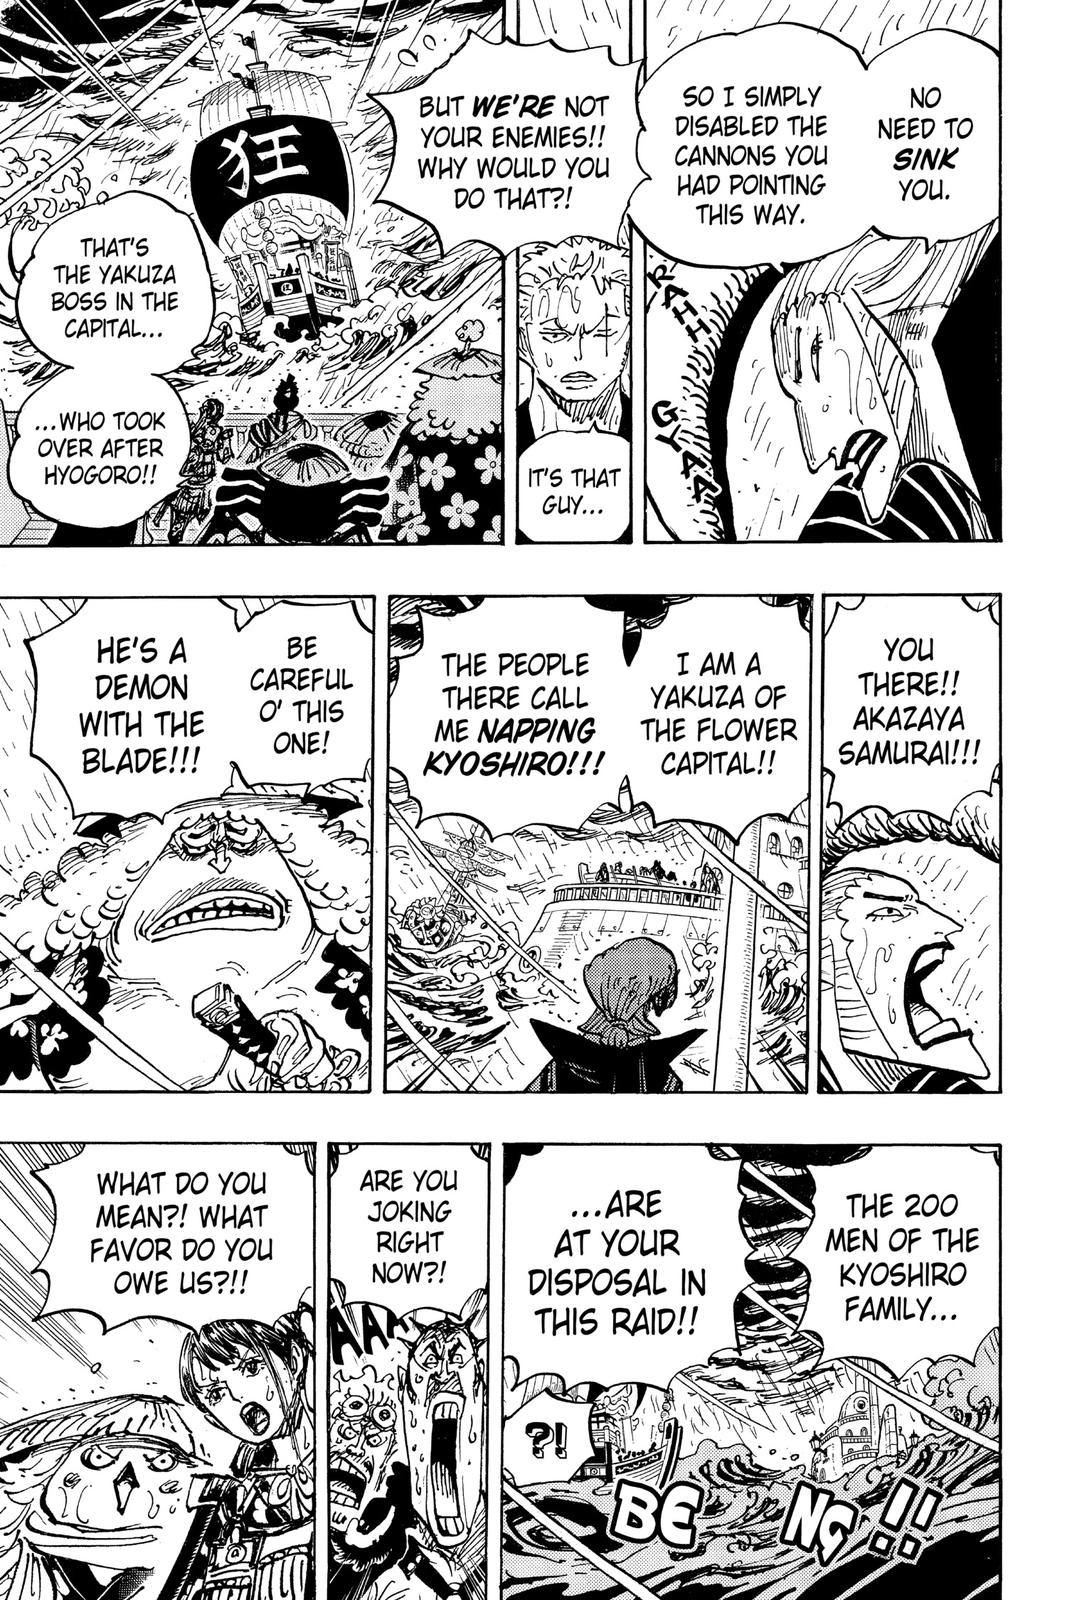 NO
NEED TO
SINK
YOU.
SO I SIMPLY
DISABLED THE
CANNONS YOU
HAD POINTING
THIS WAY.
RAHH
GYAAAH
BUT WE'RE NOT
YOUR ENEMIES!!
WHY WOULD YOU
DO THAT?!
IT'S THAT
GUY...
狂
THAT'S
THE YAKUZA
BOSS IN THE
CAPITAL...
...WHO TOOK
OVER AFTER
HYOGORO!!
YOU
THERE!!
AKAZAYA
SAMURAI!!!
I AM A
YAKUZA OF
THE FLOWER
CAPITAL!!
THE PEOPLE
THERE CALL
ME NAPPING
KYOSHIRO!!!
BE
CAREFUL
O' THIS
ONE!
HE'S A
DEMON
WITH THE
BLADE!!!
THE 200
MEN OF THE
KYOSHIRO
FAMILY...
...ARE
AT YOUR
DISPOSAL IN
THIS RAID!!
?!
BENG!!
ARE YOU
JOKING
RIGHT
NOW?!
AAA
WHAT DO YOU
MEAN?! WHAT
FAVOR DO YOU
OWE US?!!